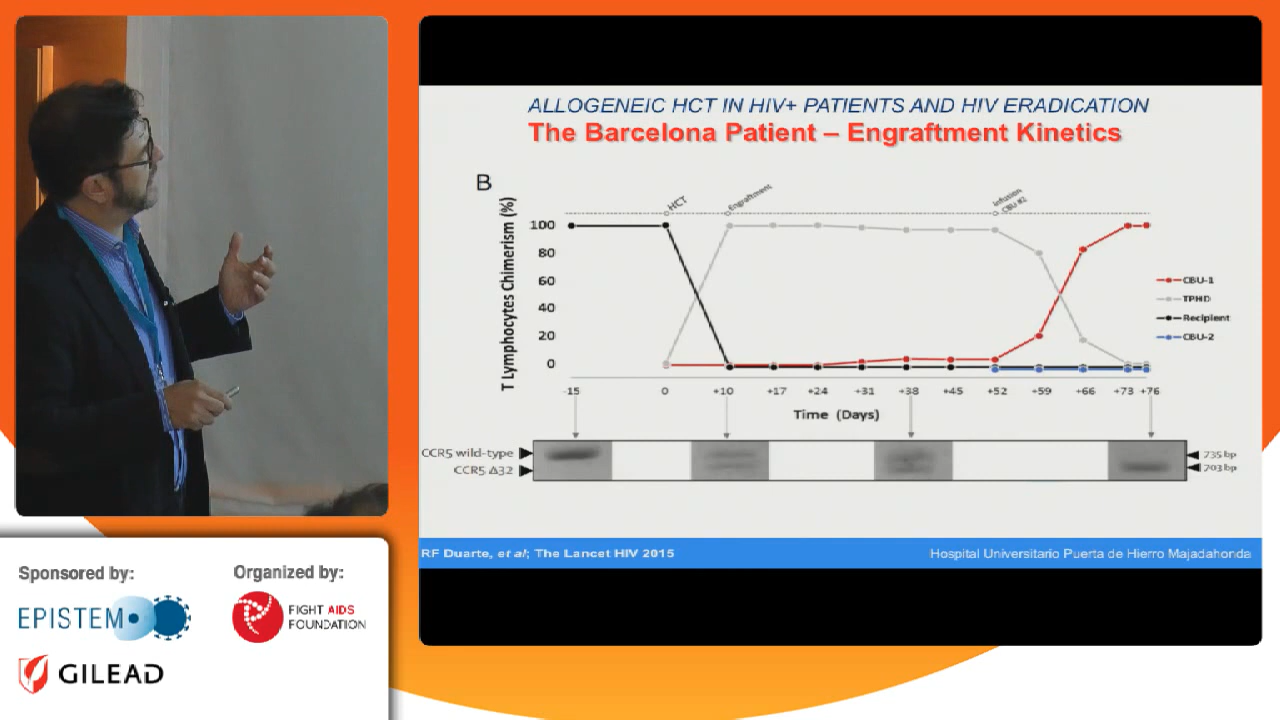 ALLOGENEIC HCT IN HIV+ PATIENTS AND HIV ERADICATION
The Barcelona Patient – Engraftment Kinetics
B
HCT
Engraftment
Infusion
CBU #2
T Lymphocytes Chimerism (%)
100
80
60
40
20
0
CBU-1
TPHD
Recipient
CBU-2
-15 0 +10 +17 +24 +31 +38 +45 +52 +59 +66 +73 +76
Time (Days)
CCR5 wild-type
CCR5 Δ32
735 bp
703 bp
RF Duarte, et al; The Lancet HIV 2015
Hospital Universitario Puerta de Hierro Majadahonda
Sponsored by:
EPISTEM
GILEAD
Organized by:
FIGHT AIDS
FOUNDATION